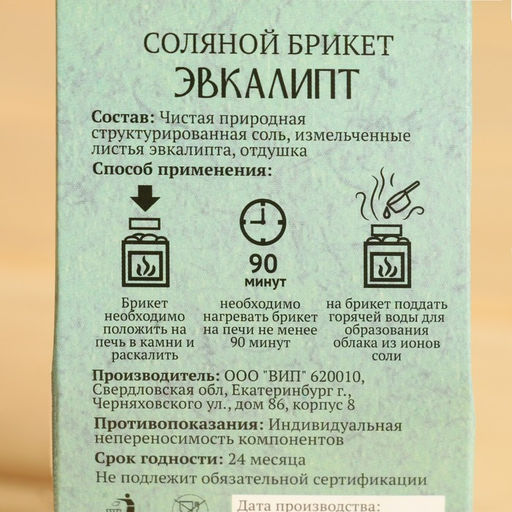 СОЛЯНОЙ БРИКЕТ
ЭВКАЛИПТ
Состав: Чистая природная
структурированная соль, измельченные
листья эвкалипта, отдушка
Способ применения:
90
минут
Брикет
необходимо
положить на
печь в камни и
раскалить
необходимо
нагревать брикет
на печи не менее
90 минут
на брикет поддать
горячей воды для
образования
облака из ионов
соли
Производитель: ООО "ВИП" 620010,
Свердловская обл, Екатеринбург г.,
Черняховского ул., дом 86, корпус 8
Противопоказания: Индивидуальная
непереносимость компонентов
Срок годности: 24 месяца
Не подлежит обязательной сертификации
Дата производства: